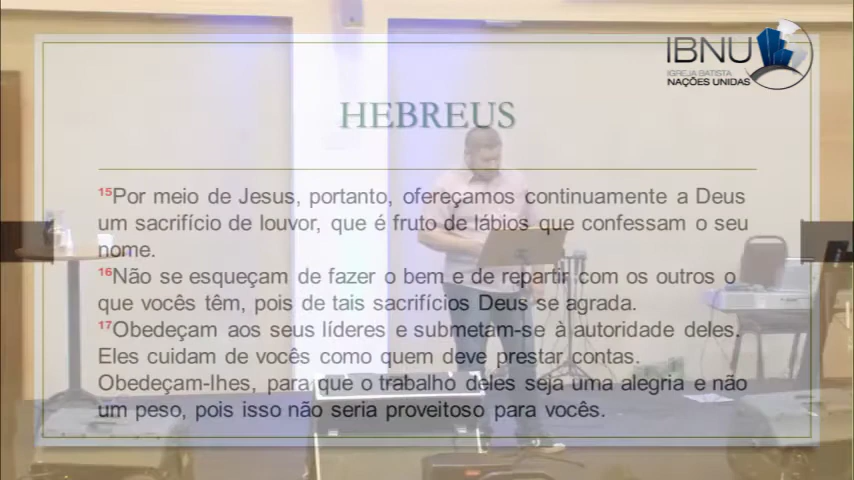 IBNU
IGREJA BATISTA
NAÇÕES UNIDAS
HEBREUS
15Por meio de Jesus, portanto, ofereçamos continuamente a Deus
um sacrifício de louvor, que é fruto de lábios que confessam o seu
nome.
16Não se esqueçam de fazer o bem e de repartir com os outros o
que vocês têm, pois de tais sacrifícios Deus se agrada.
17Obedeçam aos seus líderes e submetam-se à autoridade deles.
Eles cuidam de vocês como quem deve prestar contas.
Obedeçam-lhes, para que o trabalho deles seja uma alegria e não
um peso, pois isso não seria proveitoso para vocês.